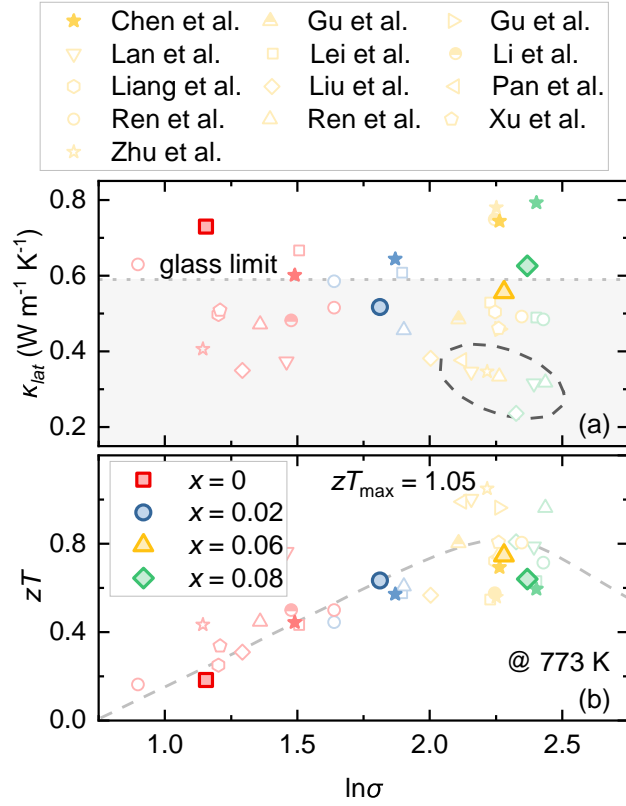 Chen et al. Gu et al. Gu et al.
Lan et al. Lei et al. Li et al.
Liang et al. Liu et al. Pan et al.
Ren et al. Ren et al. Xu et al.
Zhu et al.
0.8
0.6
0.4
0.2
κlat (W m-1 K-1)
glass limit
(a)
x = 0
x = 0.02
x = 0.06
x = 0.08
zTmax = 1.05
0.8
0.4
0.0
zT
@ 773 K
(b)
1.0 1.5 2.0 2.5
lnσ